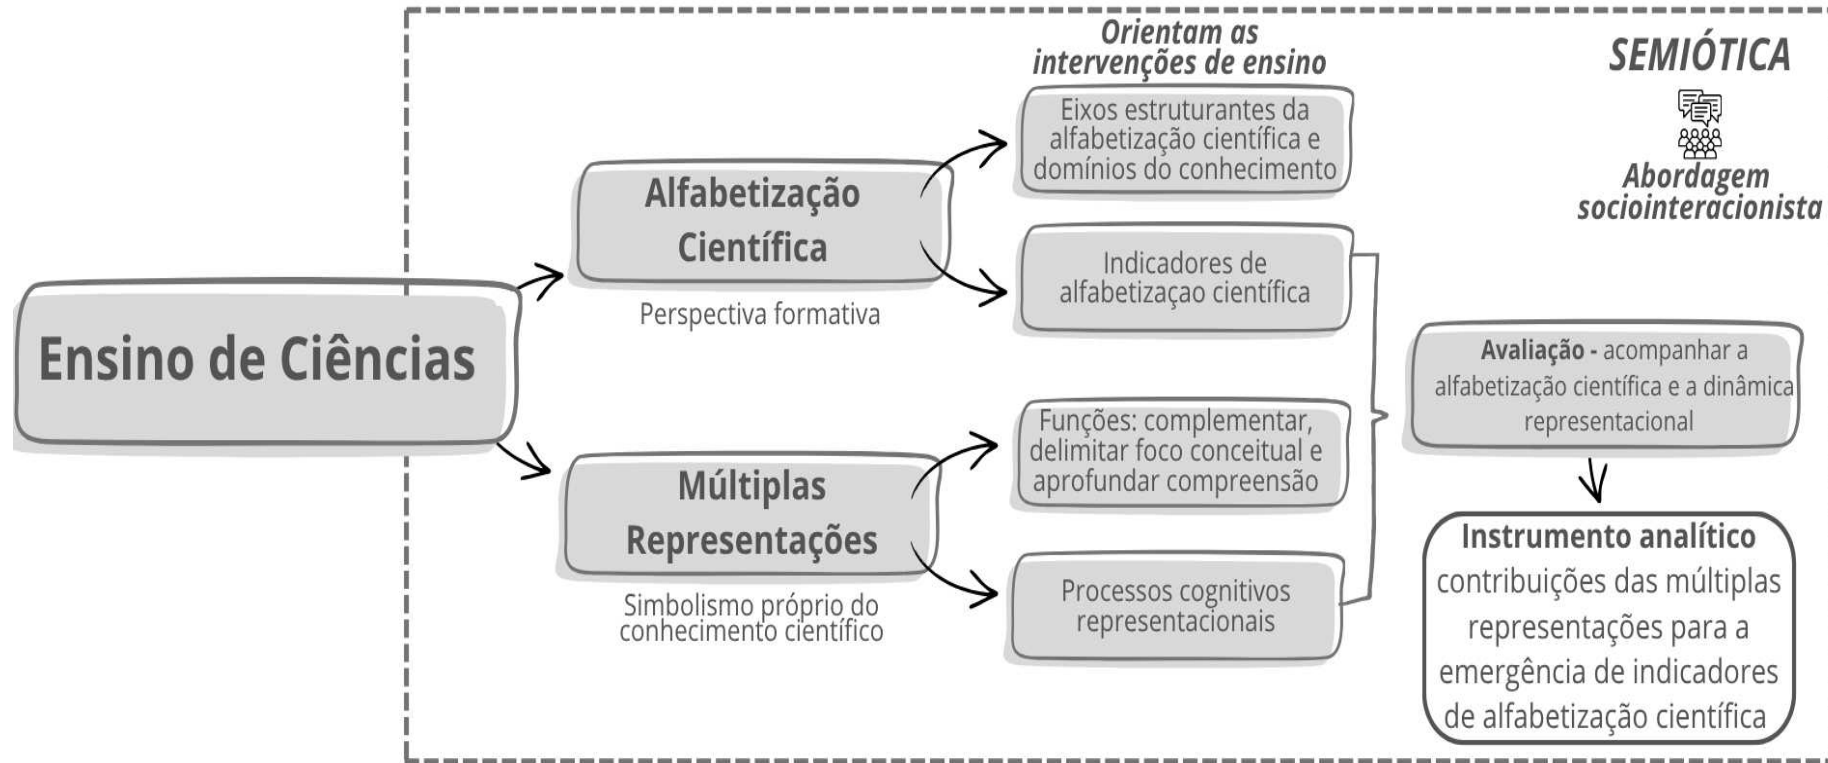 Ensino de Ciências
Alfabetização
Científica
Perspectiva formativa
Múltiplas
Representações
Simbolismo próprio do
conhecimento científico
Orientam as
intervenções de ensino
Eixos estruturantes da
alfabetização científica e
domínios do conhecimento
Indicadores de
alfabetizaçao científica
Funções: complementar,
delimitar foco conceitual e
aprofundar compreensão
Processos cognitivos
representacionais
SEMIÓTICA
Abordagem
sociointeracionista
Avaliação - acompanhar a
alfabetização científica e a dinâmica
representacional
Instrumento analítico
contribuições das múltiplas
representações para a
emergência de indicadores
de alfabetização científica